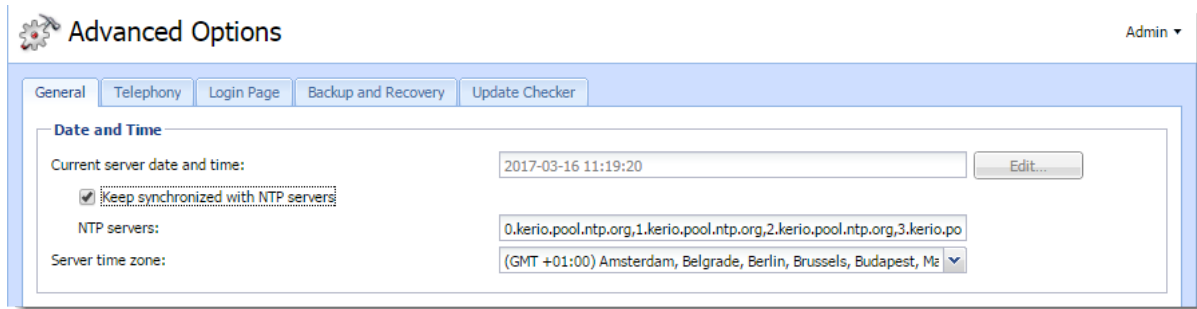 Advanced Options
Admin
General Telephony Login Page Backup and Recovery Update Checker
Date and Time
Current server date and time: 2017-03-16 11:19:20 Edit...
Keep synchronized with NTP servers
NTP servers: 0.kerio.pool.ntp.org,1.kerio.pool.ntp.org,2.kerio.pool.ntp.org,3.kerio.po
Server time zone: (GMT +01:00) Amsterdam, Belgrade, Berlin, Brussels, Budapest, Ma